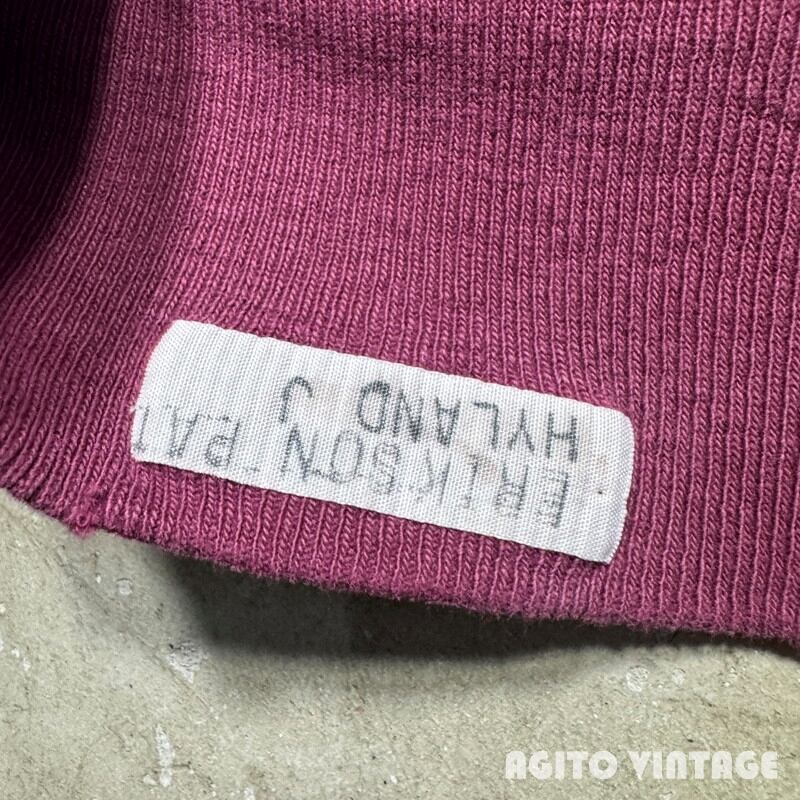 ERIKSON PAT
HYLAND J
AGITO VINTAGE